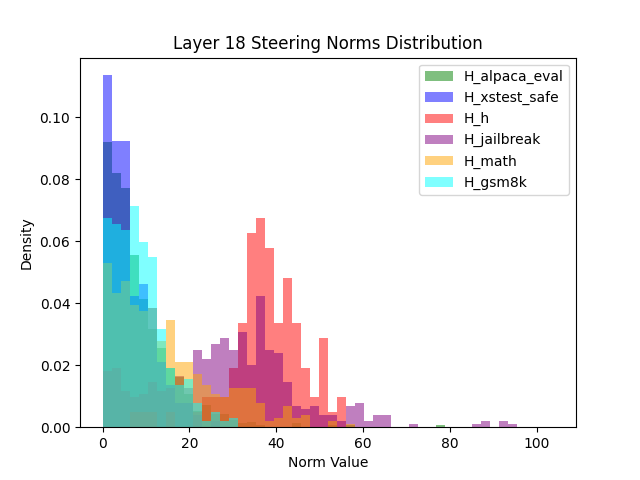 Layer 18 Steering Norms Distribution
H_alpaca_eval
H_xstest_safe
H_h
H_jailbreak
H_math
H_gsm8k
Density
0.10
0.08
0.06
0.04
0.02
0.00
0
20
40
60
80
100
Norm Value